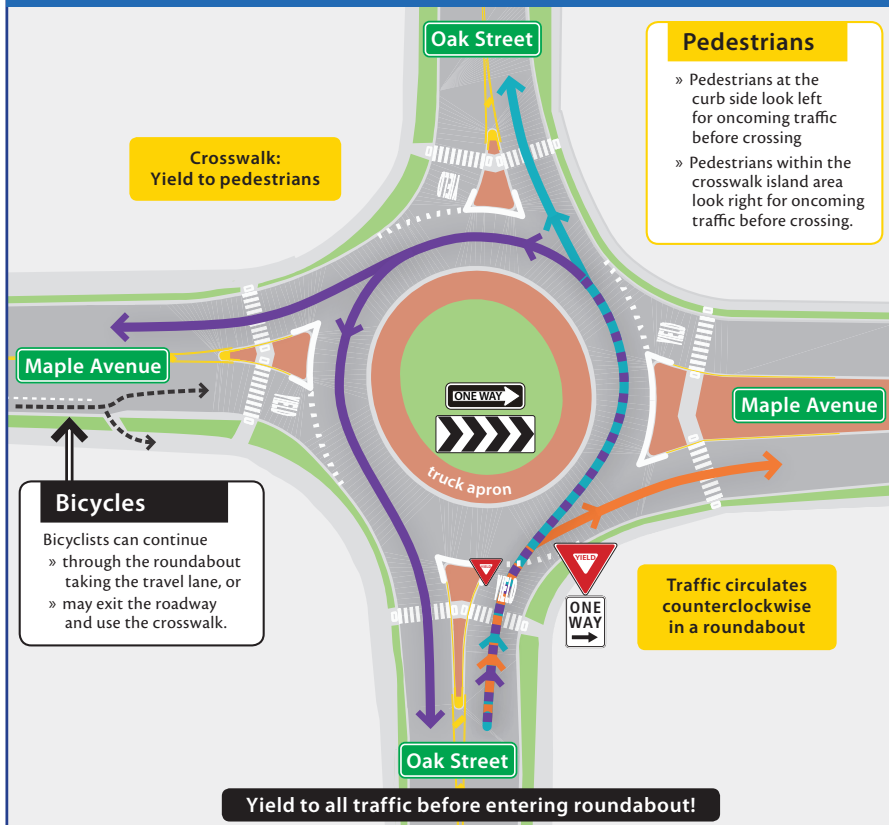 Oak Street
Pedestrians
» Pedestrians at the
curb side look left
for oncoming traffic
before crossing
» Pedestrians within the
crosswalk island area
look right for oncoming
traffic before crossing.
Crosswalk:
Yield to pedestrians
Maple Avenue
ONE WAY
Maple Avenue
truck apron
Bicycles
Bicyclists can continue
» through the roundabout
taking the travel lane, or
» may exit the roadway
and use the crosswalk.
YIELD
ONE
WAY
Traffic circulates
counterclockwise
in a roundabout
Oak Street
Yield to all traffic before entering roundabout!